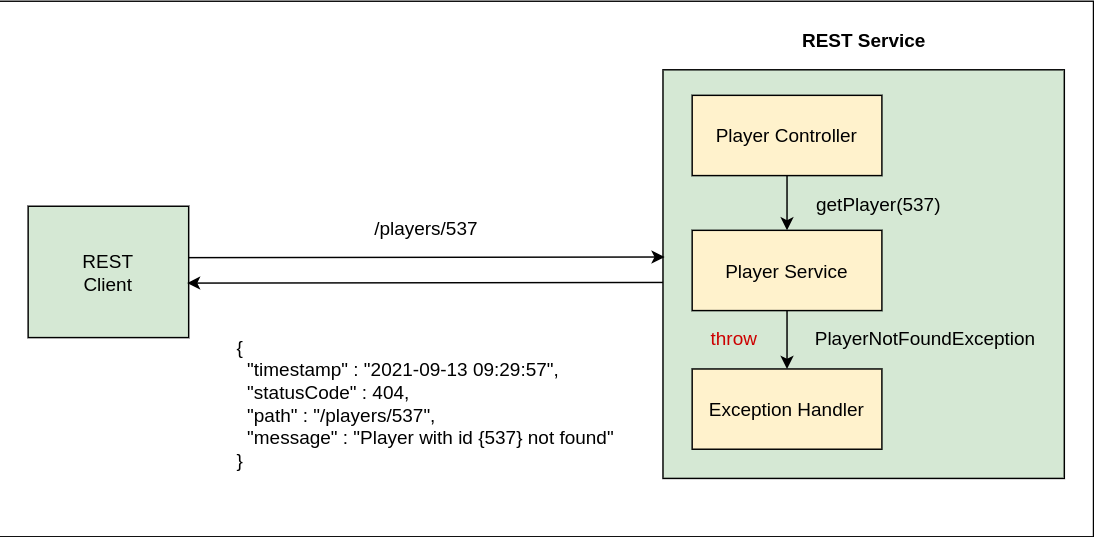 REST Service
Player Controller
getPlayer(537)
/players/537
REST
Client
Player Service
throw
PlayerNotFoundException
Exception Handler
{
"timestamp" : "2021-09-13 09:29:57",
"statusCode" : 404,
"path" : "/players/537",
"message" : "Player with id {537} not found"
}